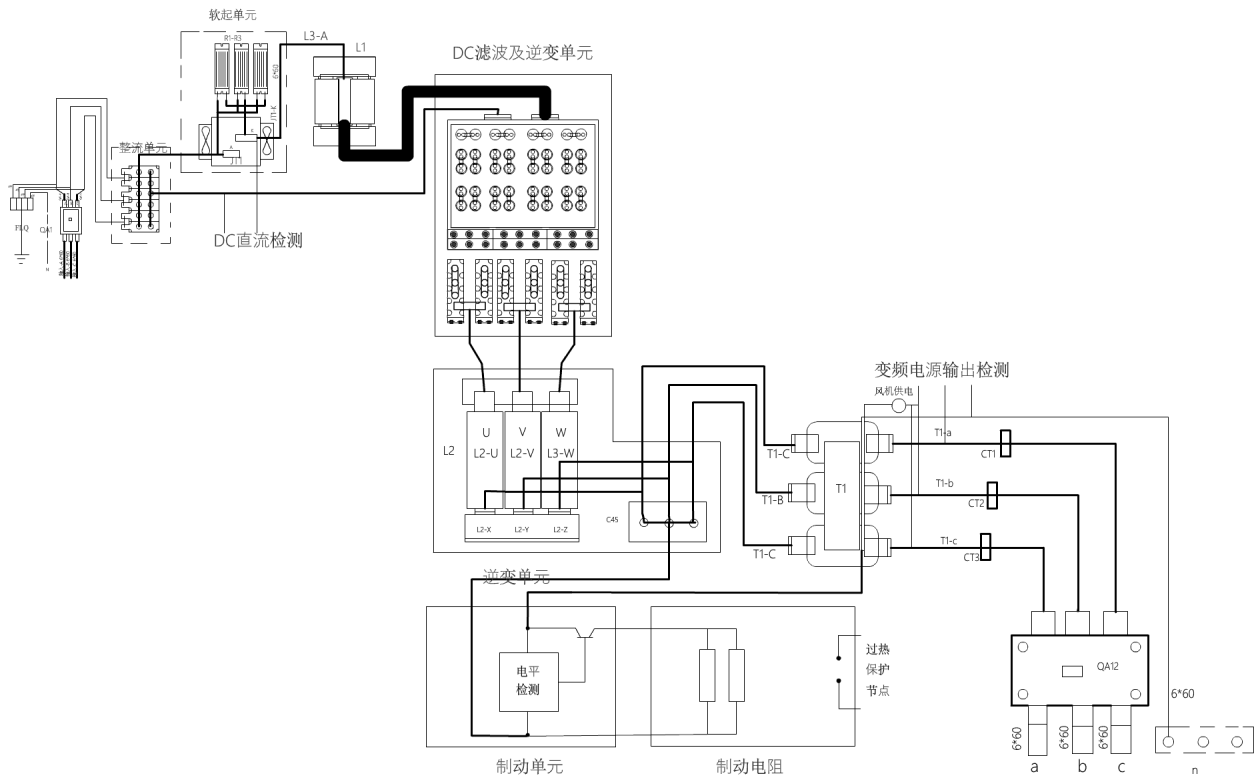 软起单元
R1-R3
L3-A
L1
6*60
J11-K
J11
DC滤波及逆变单元
整流单元
FLQ
QA1
DC直流检测
变频电源输出检测
风机供电
U
V
W
L2
L2-U
L2-V
L3-W
L2-X
L2-Y
L2-Z
C45
T1-C
T1-B
T1-C
T1
T1-a
CT1
T1-b
CT2
T1-c
CT3
逆变单元
电平
检测
过热
保护
节点
QA12
6*60
6*60
6*60
6*60
制动单元
制动电阻
a
b
c
n